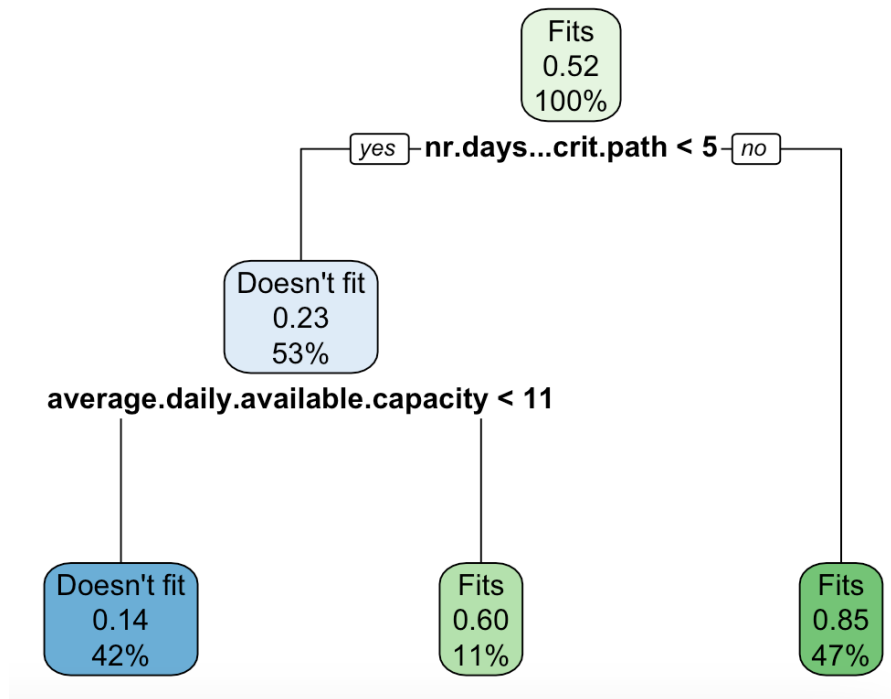 Fits
0.52
100%
yes nr.days...crit.path < 5 no
Doesn't fit
0.23
53%
average.daily.available.capacity < 11
Doesn't fit
0.14
42%
Fits
0.60
11%
Fits
0.85
47%